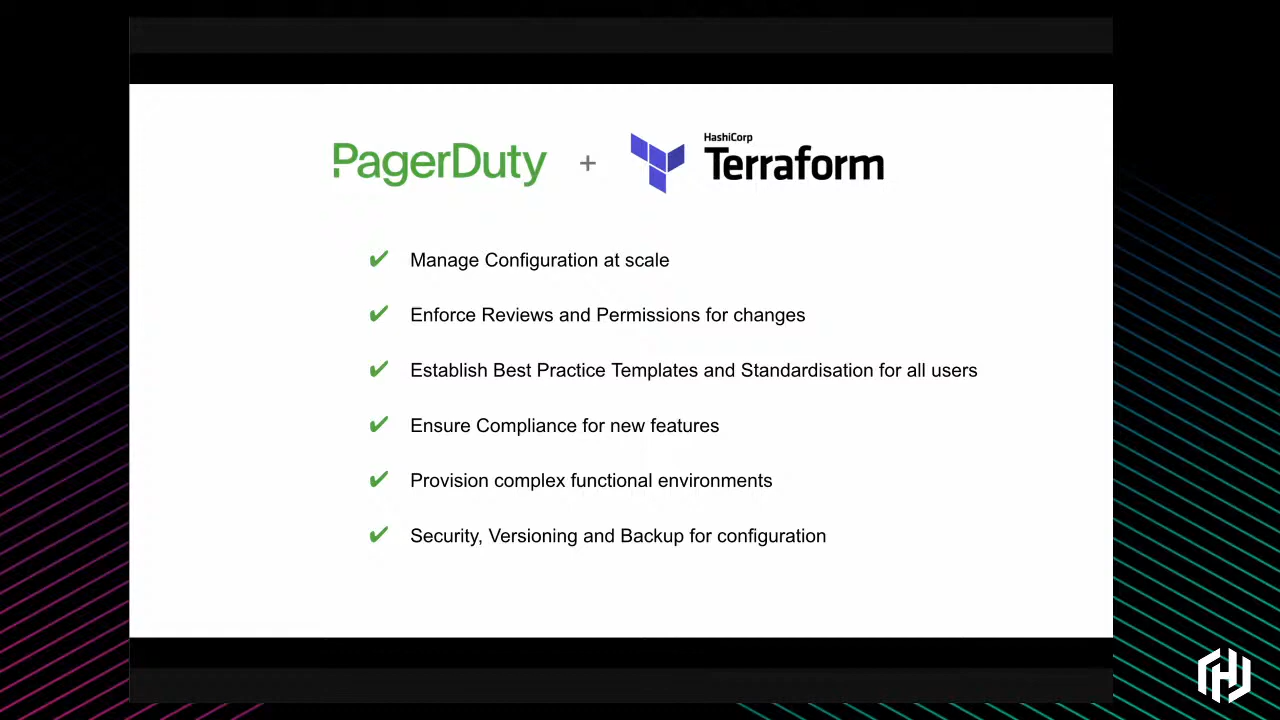 PagerDuty + HashiCorp Terraform
✔ Manage Configuration at scale
✔ Enforce Reviews and Permissions for changes
✔ Establish Best Practice Templates and Standardisation for all users
✔ Ensure Compliance for new features
✔ Provision complex functional environments
✔ Security, Versioning and Backup for configuration